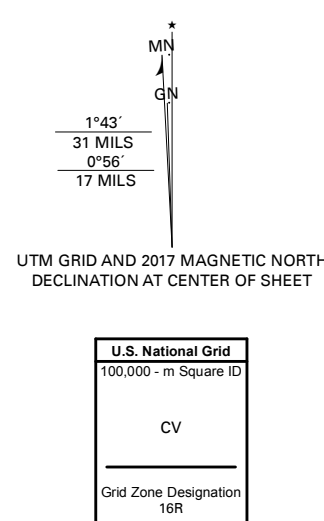 MN
GN
1°43´
31 MILS
0°56´
17 MILS
UTM GRID AND 2017 MAGNETIC NORTH
DECLINATION AT CENTER OF SHEET
U.S. National Grid
100,000 - m Square ID
CV
Grid Zone Designation
16R